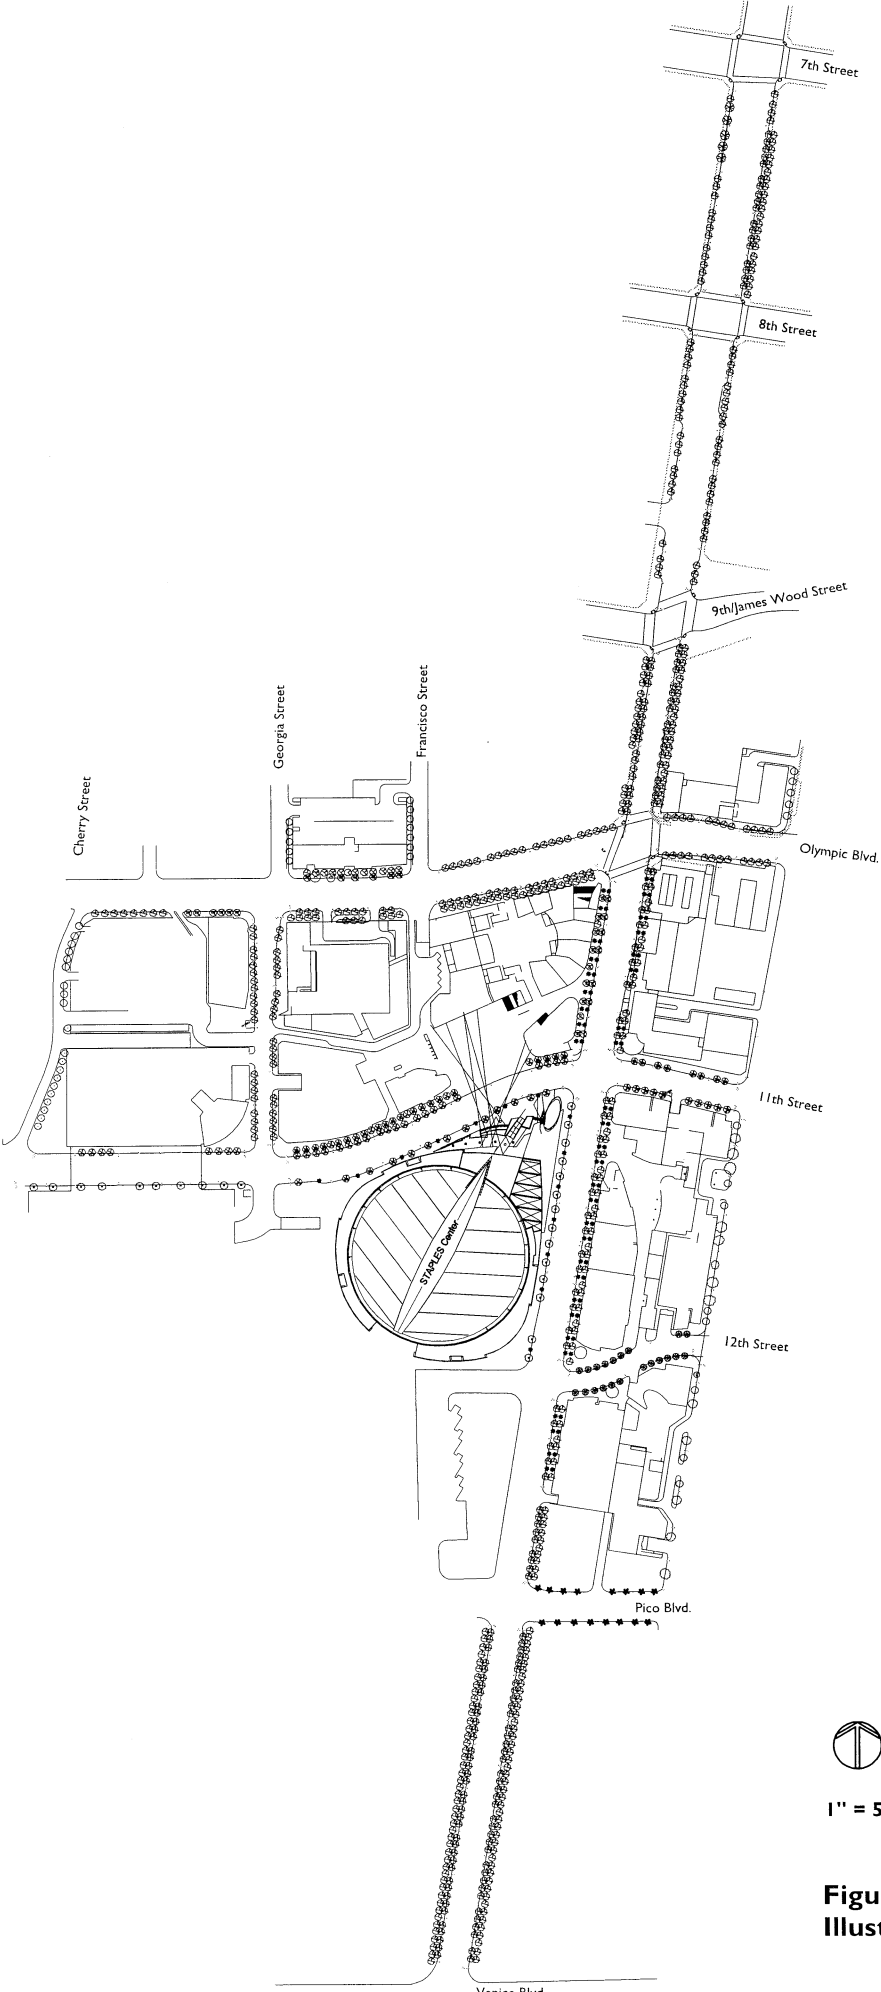 7th Street
8th Street
9th/James Wood Street
Francisco Street
Georgia Street
Cherry Street
Olympic Blvd.
11th Street
STAPLES Center
12th Street
Pico Blvd.
1" = 5
Figu
Illust